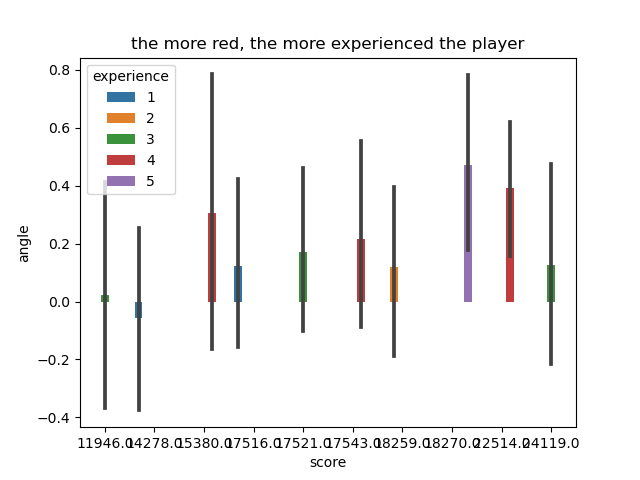 the more red, the more experienced the player
experience
1
2
3
4
5
0.8
0.6
0.4
0.2
0.0
−0.2
−0.4
angle
11946.0 14278.0 15380.0 17516.0 17521.0 17543.0 18259.0 18270.0 22514.0 24119.0
score